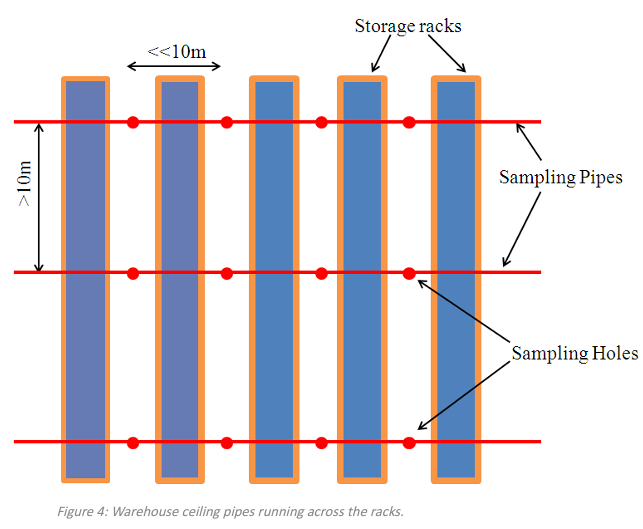 Storage racks
<<10m
>10m
Sampling Pipes
Sampling Holes
Figure 4: Warehouse ceiling pipes running across the racks.